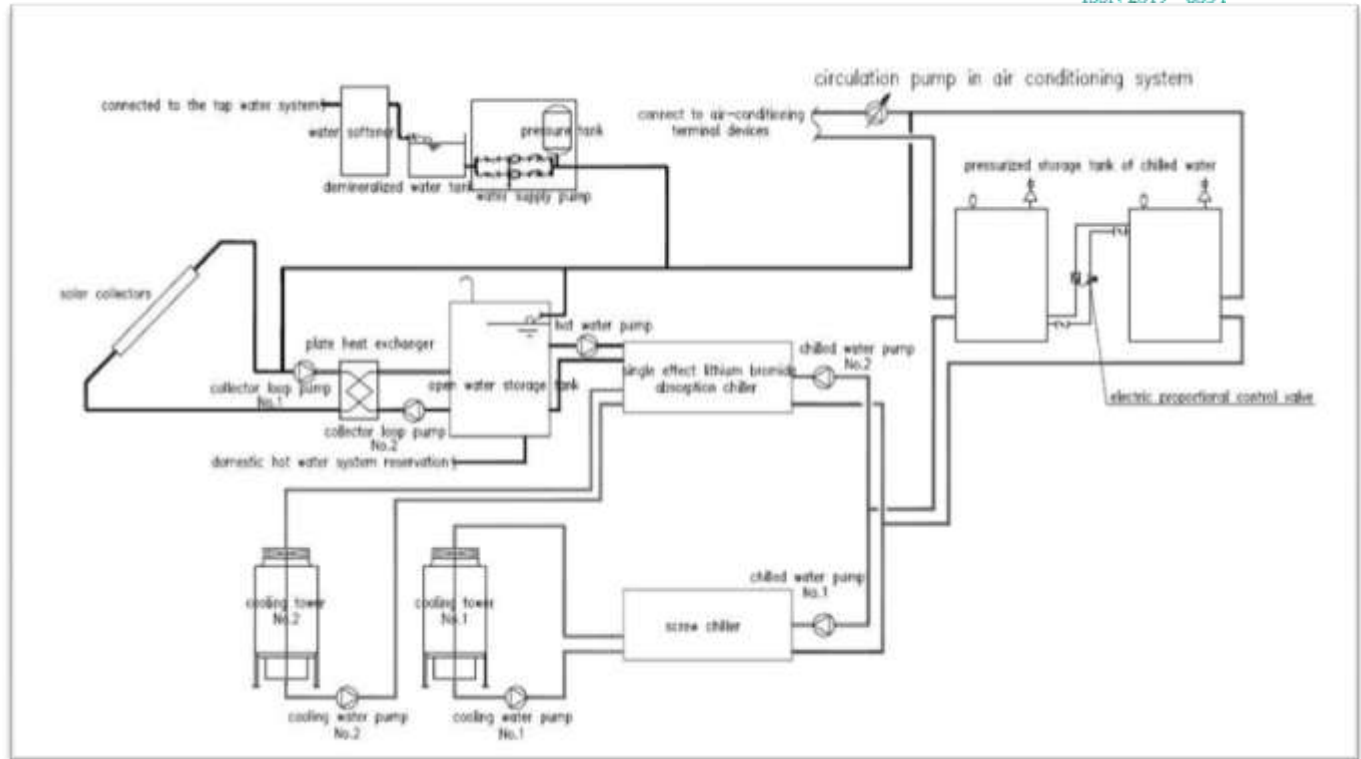 circulation pump in air conditioning system
connected to the tap water system
water softener
pressure tank
connect to air-conditioning
terminal devices
demineralized water tank
water supply pump
pressurized storage tank of chilled water
solar collectors
plate heat exchanger
hot water pump
collector loop pump
No.1
open water storage tank
single effect lithium bromide
absorption chiller
chilled water pump
No.2
electric proportional control valve
collector loop pump
No.2
domestic hot water system reservation
cooling tower
No.2
cooling tower
No.1
chilled water pump
No.1
screw chiller
cooling water pump
No.2
cooling water pump
No.1